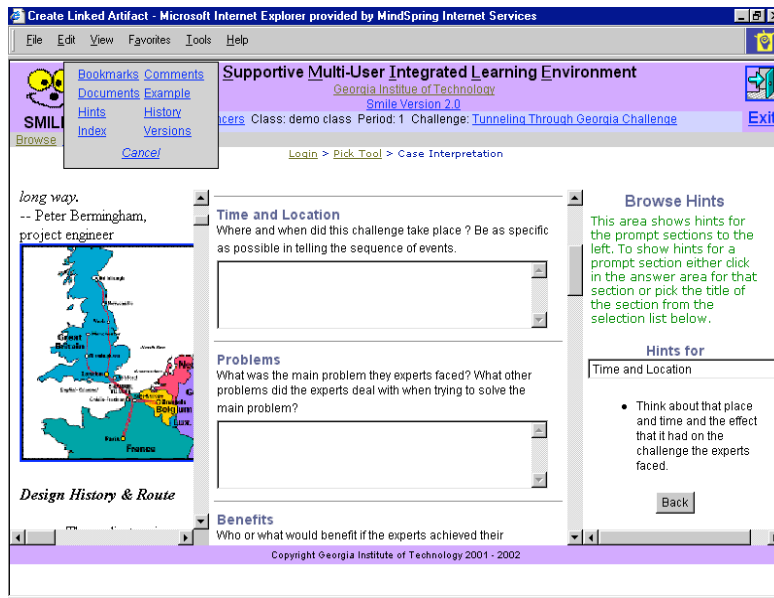 Create Linked Artifact - Microsoft Internet Explorer provided by MindSpring Internet Services
File Edit View Favorites Tools Help
Bookmarks Comments
Documents Example
Hints History
Index Versions
Cancel
Supportive Multi-User Integrated Learning Environment
Georgia Institue of Technology
Smile Version 2.0
SMIL
Browse
ncers Class: demo class Period: 1 Challenge: Tunneling Through Georgia Challenge
Exit
Login > Pick Tool > Case Interpretation
long way.
-- Peter Bermingham,
project engineer
Great
Britain
Belgium
Lux.
Paris
France
Design History & Route
Time and Location
Where and when did this challenge take place ? Be as specific
as possible in telling the sequence of events.
Problems
What was the main problem they experts faced? What other
problems did the experts deal with when trying to solve the
main problem?
Benefits
Who or what would benefit if the experts achieved their
Browse Hints
This area shows hints for
the prompt sections to the
left. To show hints for a
prompt section either click
in the answer area for that
section or pick the title of
the section from the
selection list below.
Hints for
Time and Location
• Think about that place
and time and the effect
that it had on the
challenge the experts
faced.
Back
Copyright Georgia Institute of Technology 2001 - 2002